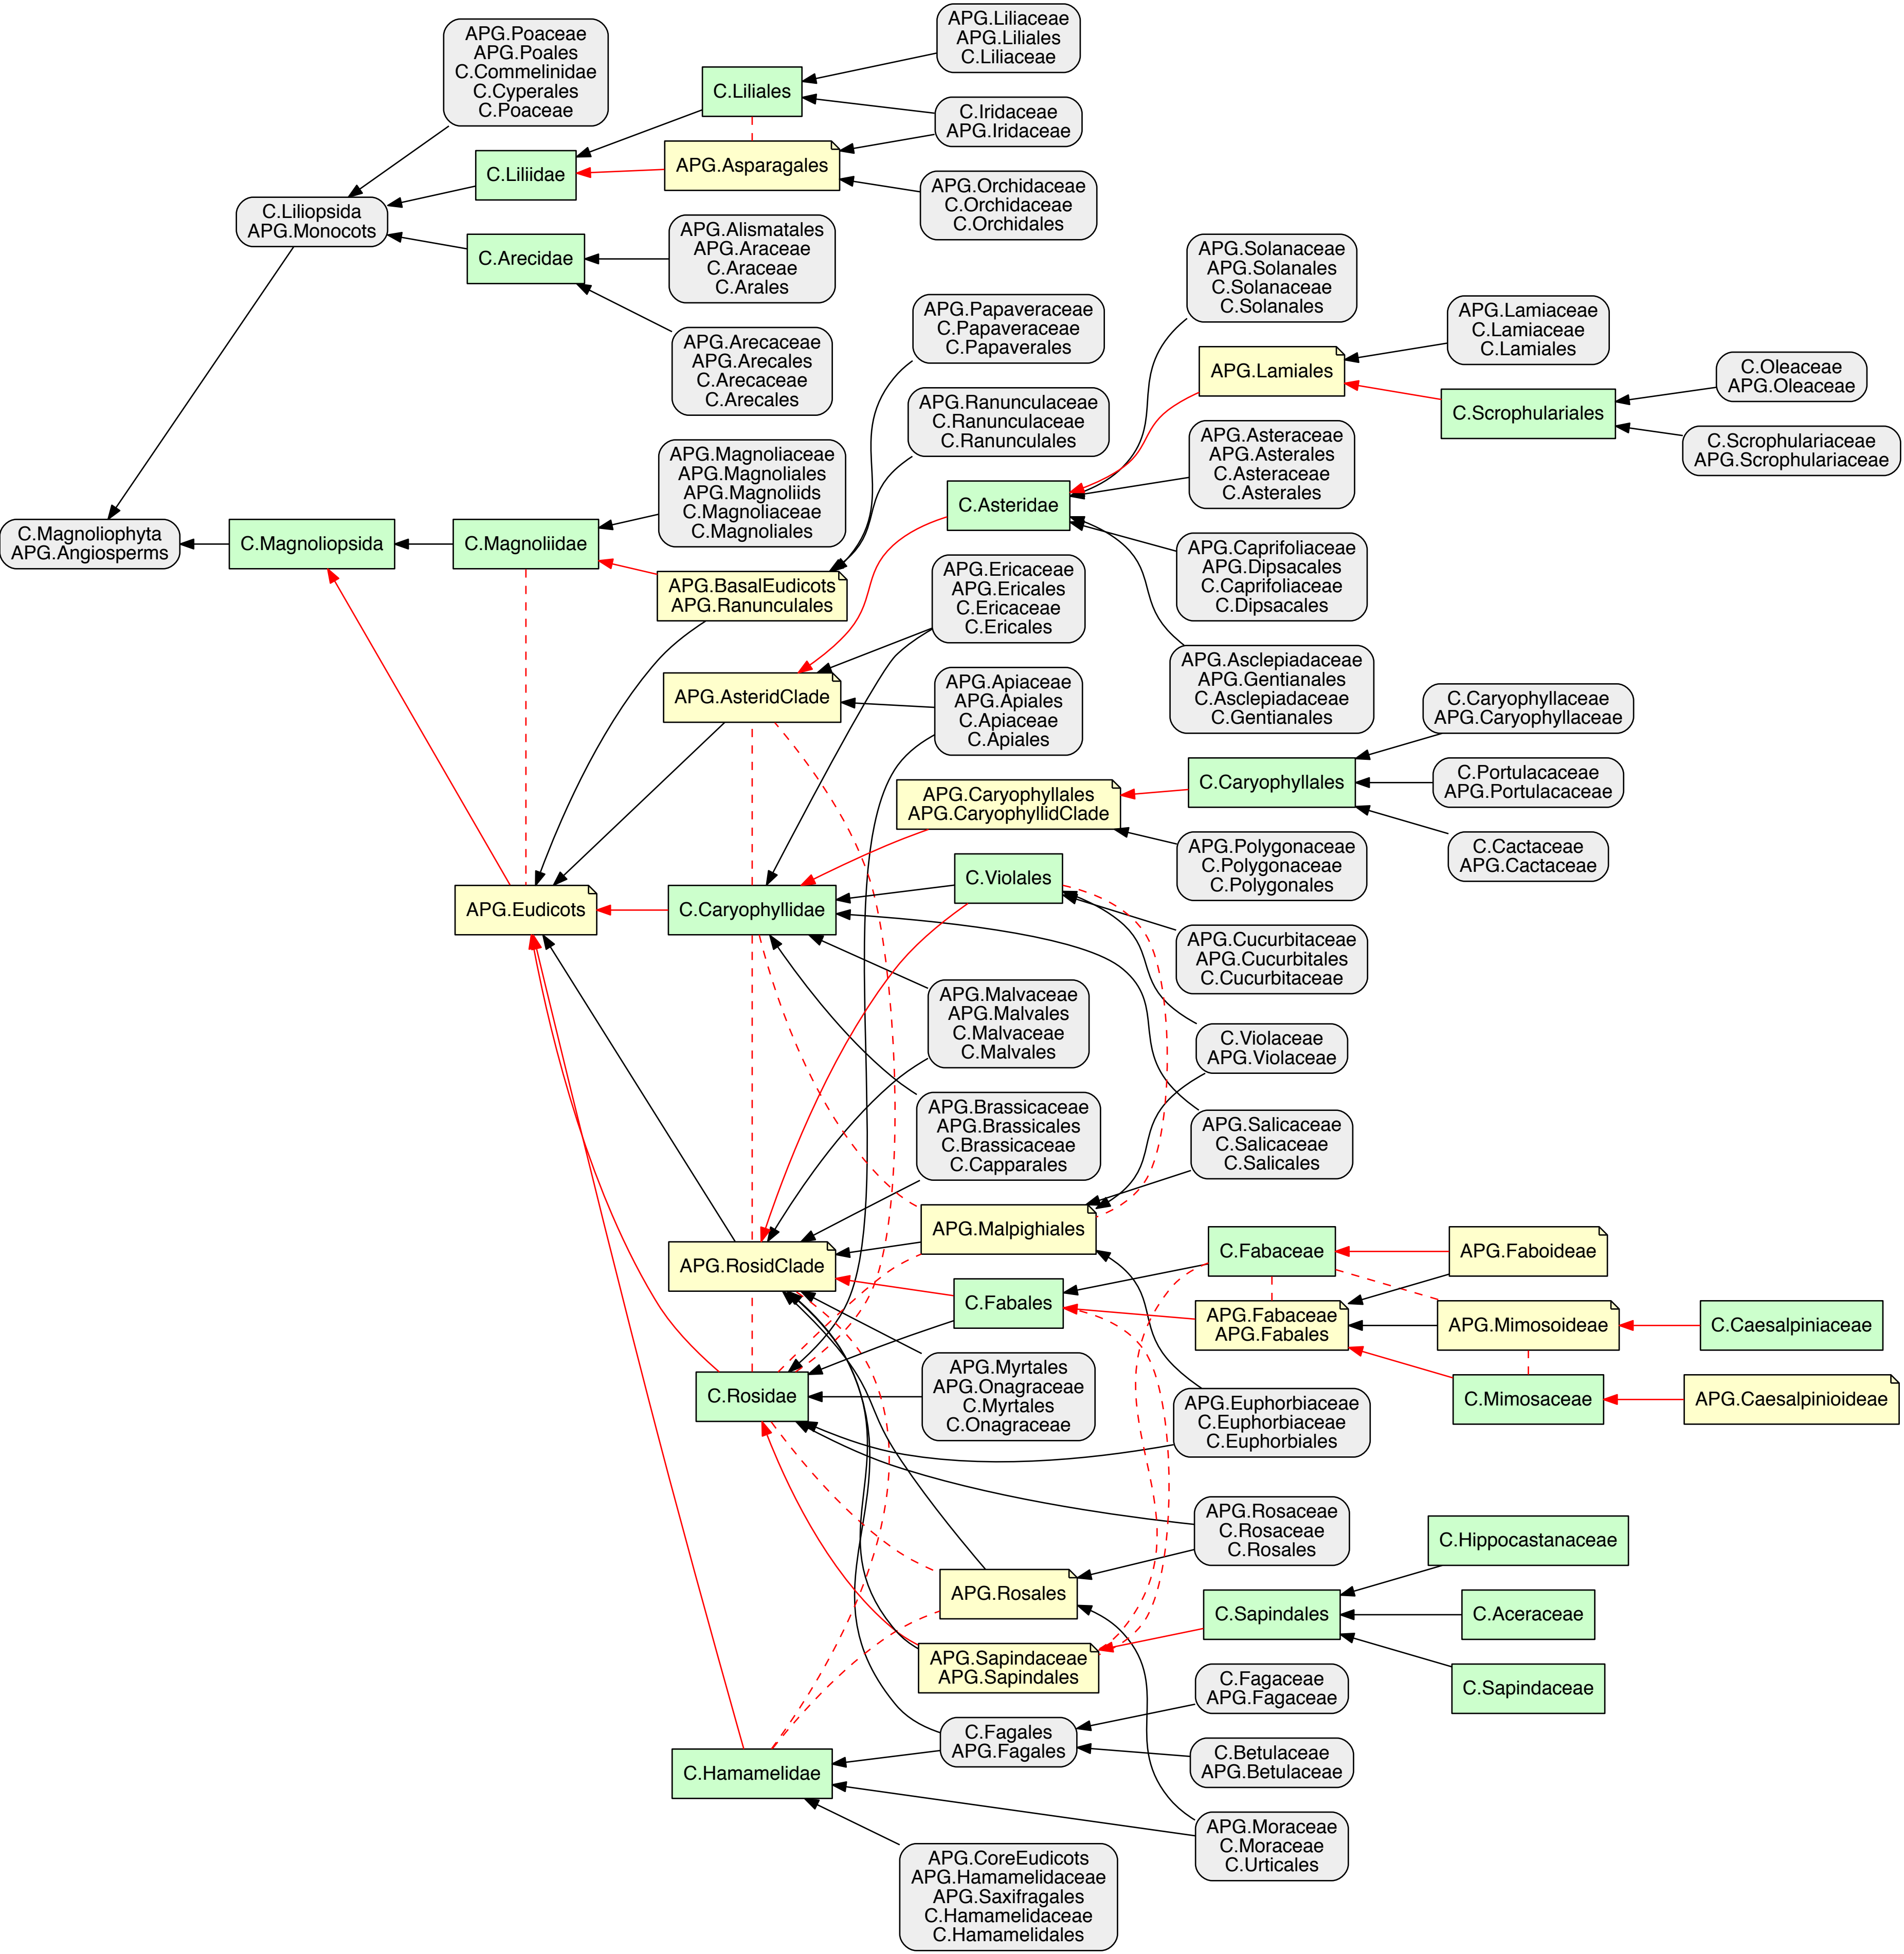 APG.Poaceae
APG.Poales
C.Commelinidae
C.Cyperales
C.Poaceae
C.Liliales
APG.Liliaceae
APG.Liliales
C.Liliaceae
C.Iridaceae
APG.Iridaceae
C.Liliidae
APG.Asparagales
APG.Orchidaceae
C.Orchidaceae
C.Orchidales
C.Liliopsida
APG.Monocots
C.Arecidae
APG.Alismatales
APG.Araceae
C.Araceae
C.Arales
APG.Arecaceae
APG.Arecales
C.Arecaceae
C.Arecales
APG.Papaveraceae
C.Papaveraceae
C.Papaverales
APG.Ranunculaceae
C.Ranunculaceae
C.Ranunculales
APG.Solanaceae
APG.Solanales
C.Solanaceae
C.Solanales
APG.Lamiales
APG.Lamiaceae
C.Lamiaceae
C.Lamiales
C.Scrophulariales
C.Oleaceae
APG.Oleaceae
C.Scrophulariaceae
APG.Scrophulariaceae
APG.Asteraceae
APG.Asterales
C.Asteraceae
C.Asterales
C.Asteridae
APG.Caprifoliaceae
APG.Dipsacales
C.Caprifoliaceae
C.Dipsacales
APG.Asclepiadaceae
APG.Gentianales
C.Asclepiadaceae
C.Gentianales
C.Magnoliophyta
APG.Angiosperms
C.Magnoliopsida
C.Magnoliidae
APG.Magnoliaceae
APG.Magnoliales
APG.Magnoliids
C.Magnoliaceae
C.Magnoliales
APG.BasalEudicots
APG.Ranunculales
APG.Ericaceae
APG.Ericales
C.Ericaceae
C.Ericales
APG.AsteridClade
APG.Apiaceae
APG.Apiales
C.Apiaceae
C.Apiales
APG.Caryophyllales
APG.CaryophyllidClade
C.Caryophyllales
C.Caryophyllaceae
APG.Caryophyllaceae
C.Portulacaceae
APG.Portulacaceae
C.Cactaceae
APG.Cactaceae
APG.Polygonaceae
C.Polygonaceae
C.Polygonales
APG.Eudicots
C.Caryophyllidae
C.Violales
APG.Cucurbitaceae
APG.Cucurbitales
C.Cucurbitaceae
APG.Malvaceae
APG.Malvales
C.Malvaceae
C.Malvales
C.Violaceae
APG.Violaceae
APG.Brassicaceae
APG.Brassicales
C.Brassicaceae
C.Capparales
APG.Salicaceae
C.Salicaceae
C.Salicales
APG.RosidClade
APG.Malpighiales
C.Fabaceae
APG.Faboideae
C.Fabales
APG.Fabaceae
APG.Fabales
APG.Mimosoideae
C.Caesalpiniaceae
C.Rosidae
APG.Myrtales
APG.Onagraceae
C.Myrtales
C.Onagraceae
APG.Euphorbiaceae
C.Euphorbiaceae
C.Euphorbiales
C.Mimosaceae
APG.Caesalpinioideae
APG.Rosaceae
C.Rosaceae
C.Rosales
APG.Rosales
C.Hippocastanaceae
C.Sapindales
C.Aceraceae
C.Sapindaceae
APG.Sapindaceae
APG.Sapindales
C.Fagaceae
APG.Fagaceae
C.Fagales
APG.Fagales
C.Betulaceae
APG.Betulaceae
C.Hamamelidae
APG.Moraceae
C.Moraceae
C.Urticales
APG.CoreEudicots
APG.Hamamelidaceae
APG.Saxifragales
C.Hamamelidaceae
C.Hamamelidales